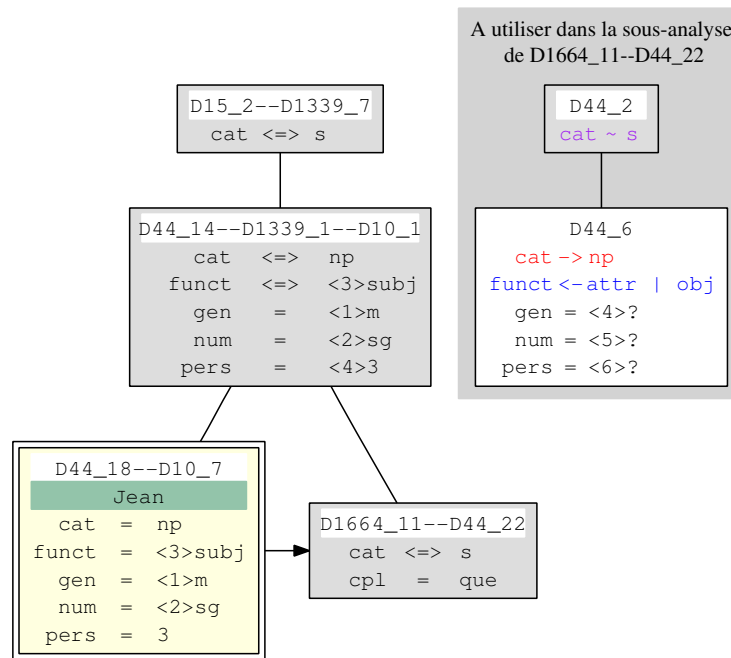 A utiliser dans la sous-analyse
de D1664_11--D44_22
D15_2--D1339_7
cat <=> s
D44_2
cat ~ s
D44_14--D1339_1--D10_1
cat <=> np
funct <=> <3>subj
gen = <1>m
num = <2>sg
pers = <4>3
D44_6
cat -> np
funct <- attr | obj
gen = <4>?
num = <5>?
pers = <6>?
D44_18--D10_7
Jean
cat = np
funct = <3>subj
gen = <1>m
num = <2>sg
pers = 3
D1664_11--D44_22
cat <=> s
cpl = que